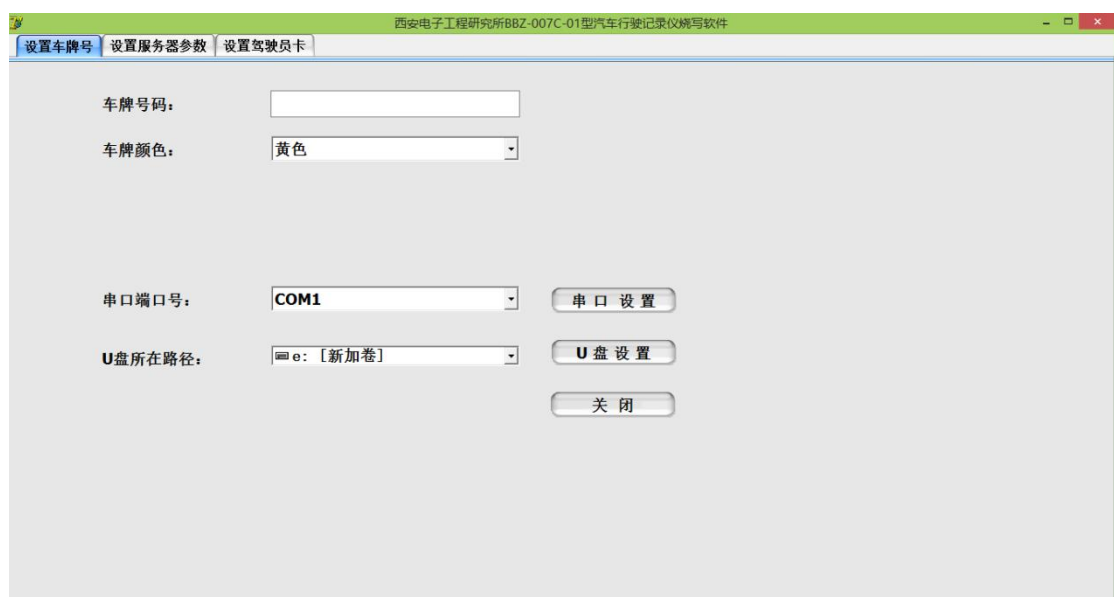 西安电子工程研究所BBZ-007C-01型汽车行驶记录仪烧写软件
设置车牌号 设置服务器参数 设置驾驶员卡
车牌号码：
车牌颜色： 黄色
串口端口号： COM1 串 口 设 置
U盘所在路径： e: [新加卷] U 盘 设 置
关 闭